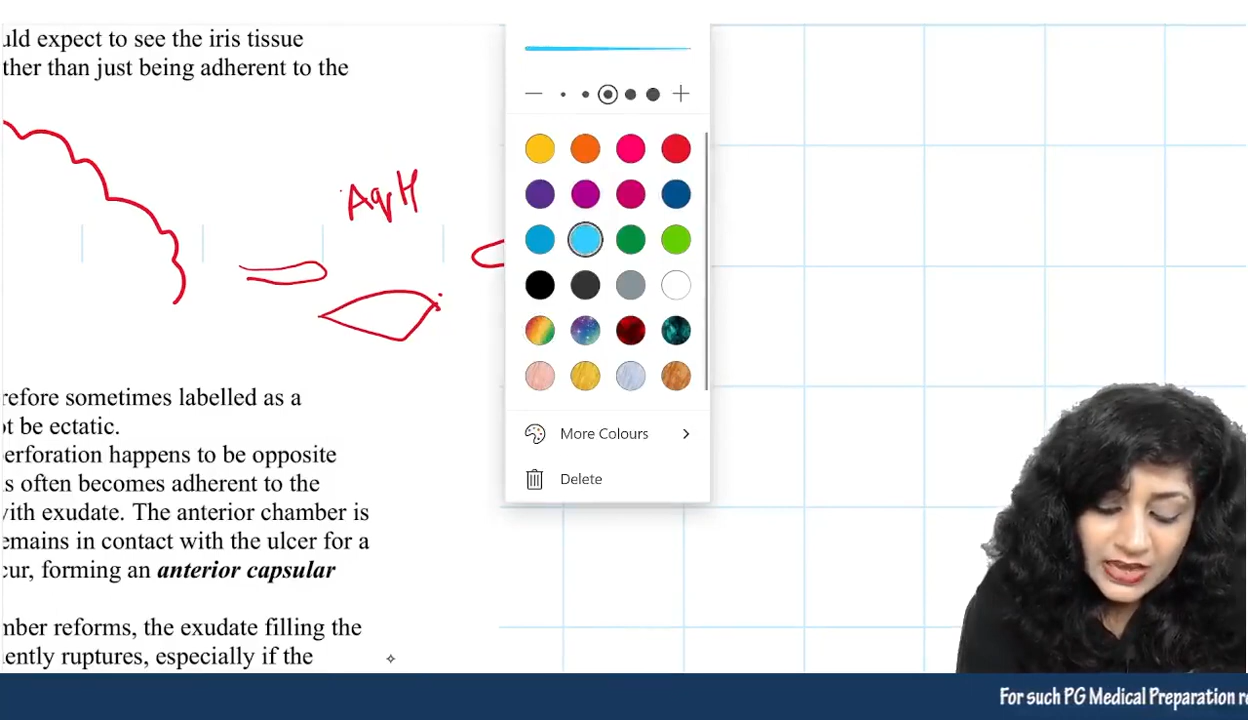 uld expect to see the iris tissue
ther than just being adherent to the
AqH
refore sometimes labelled as a
ot be ectatic.
erforation happens to be opposite
is often becomes adherent to the
with exudate. The anterior chamber is
emains in contact with the ulcer for a
cur, forming an anterior capsular
mber reforms, the exudate filling the
ently ruptures, especially if the
More Colours
Delete
For such PG Medical Preparation re